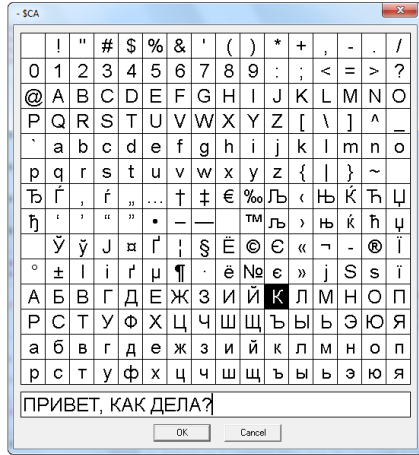 - $CA
! " # $ % & ' ( ) * + , - . /
0 1 2 3 4 5 6 7 8 9 : ; < = > ?
@ A B C D E F G H I J K L M N O
P Q R S T U V W X Y Z [ \ ] ^ _
` a b c d e f g h i j k l m n o
p q r s t u v w x y z { | } ~
Ђ Ѓ ‚ ѓ „ … † ‡ € ‰ Љ ‹ Њ Ќ Ћ Џ
ђ ‘ ’ “ ” • – — ™ љ › њ ќ ћ џ
Ў ў Ј ¤ Ґ ¦ § Ё © Є « ¬ - ® Ї
° ± І і ґ µ ¶ · ё № є » ј Ѕ ѕ ї
А Б В Г Д Е Ж З И Й К Л М Н О П
Р С Т У Ф Х Ц Ч Ш Щ Ъ Ы Ь Э Ю Я
а б в г д е ж з и й к л м н о п
р с т у ф х ц ч ш щ ъ ы ь э ю я
ПРИВЕТ, КАК ДЕЛА?
OK Cancel